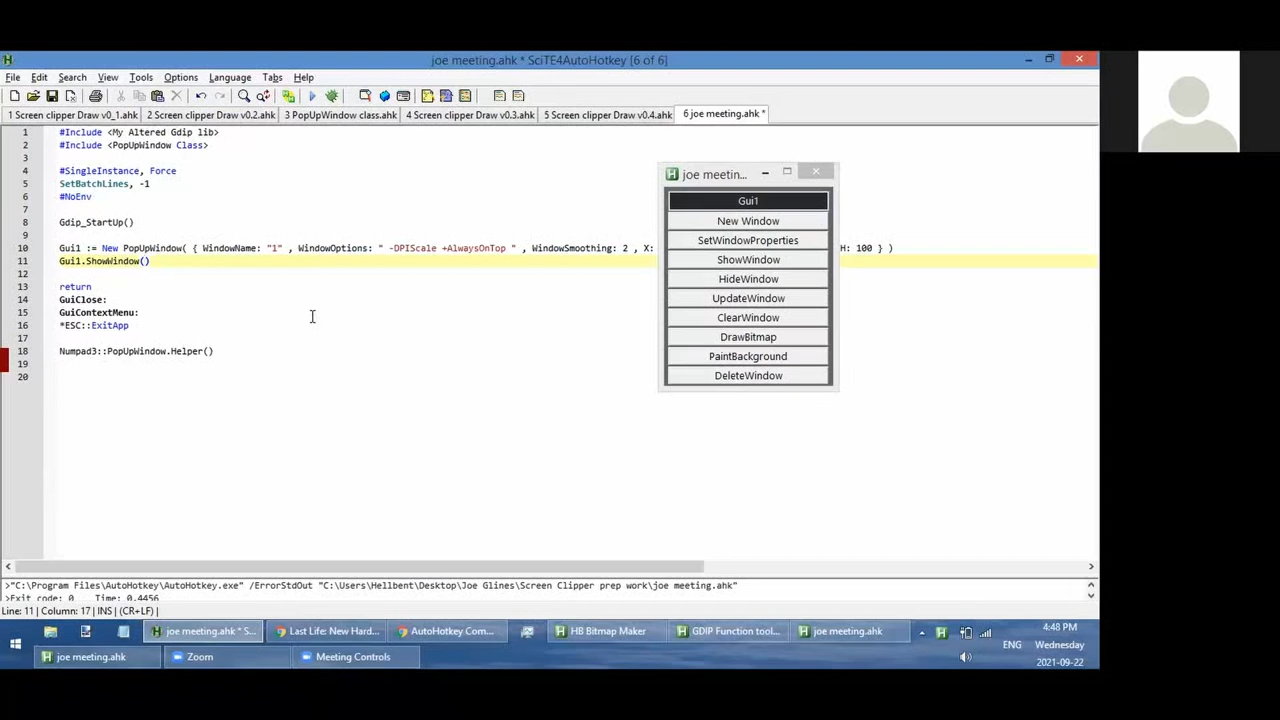 joe meeting.ahk * SciTE4AutoHotkey [6 of 6]
File Edit Search View Tools Options Language Tabs Help
1 Screen clipper Draw v0_1.ahk 2 Screen clipper Draw v0.2.ahk 3 PopUpWindow class.ahk 4 Screen clipper Draw v0.3.ahk 5 Screen clipper Draw v0.4.ahk 6 joe meeting.ahk *
1 #Include <My Altered Gdip lib>
2 #Include <PopUpWindow Class>
3
4 #SingleInstance, Force
5 SetBatchLines, -1
6 #NoEnv
7
8 Gdip_StartUp()
9
10 Gui1 := New PopUpWindow( { WindowName: "1" , WindowOptions: " -DPIScale +AlwaysOnTop " , WindowSmoothing: 2 , X: H: 100 } )
11 Gui1.ShowWindow()
12
13 return
14 GuiClose:
15 GuiContextMenu:
16 *ESC::ExitApp
17
18 Numpad3::PopUpWindow.Helper()
19
20
joe meetin...
Gui1
New Window
SetWindowProperties
ShowWindow
HideWindow
UpdateWindow
ClearWindow
DrawBitmap
PaintBackground
DeleteWindow
>"C:\Program Files\AutoHotkey\AutoHotkey.exe" /ErrorStdOut "C:\Users\Hellbent\Desktop\Joe Glines\Screen Clipper prep work\joe meeting.ahk"
>Exit code: 0 Time: 0.4456
Line: 11 | Column: 17 | INS | (CR+LF) |
joe meeting.ahk * S... Last Life: New Hard... AutoHotkey Com... HB Bitmap Maker GDIP Function tool... joe meeting.ahk
joe meeting.ahk Zoom Meeting Controls
ENG
4:48 PM
Wednesday
2021-09-22